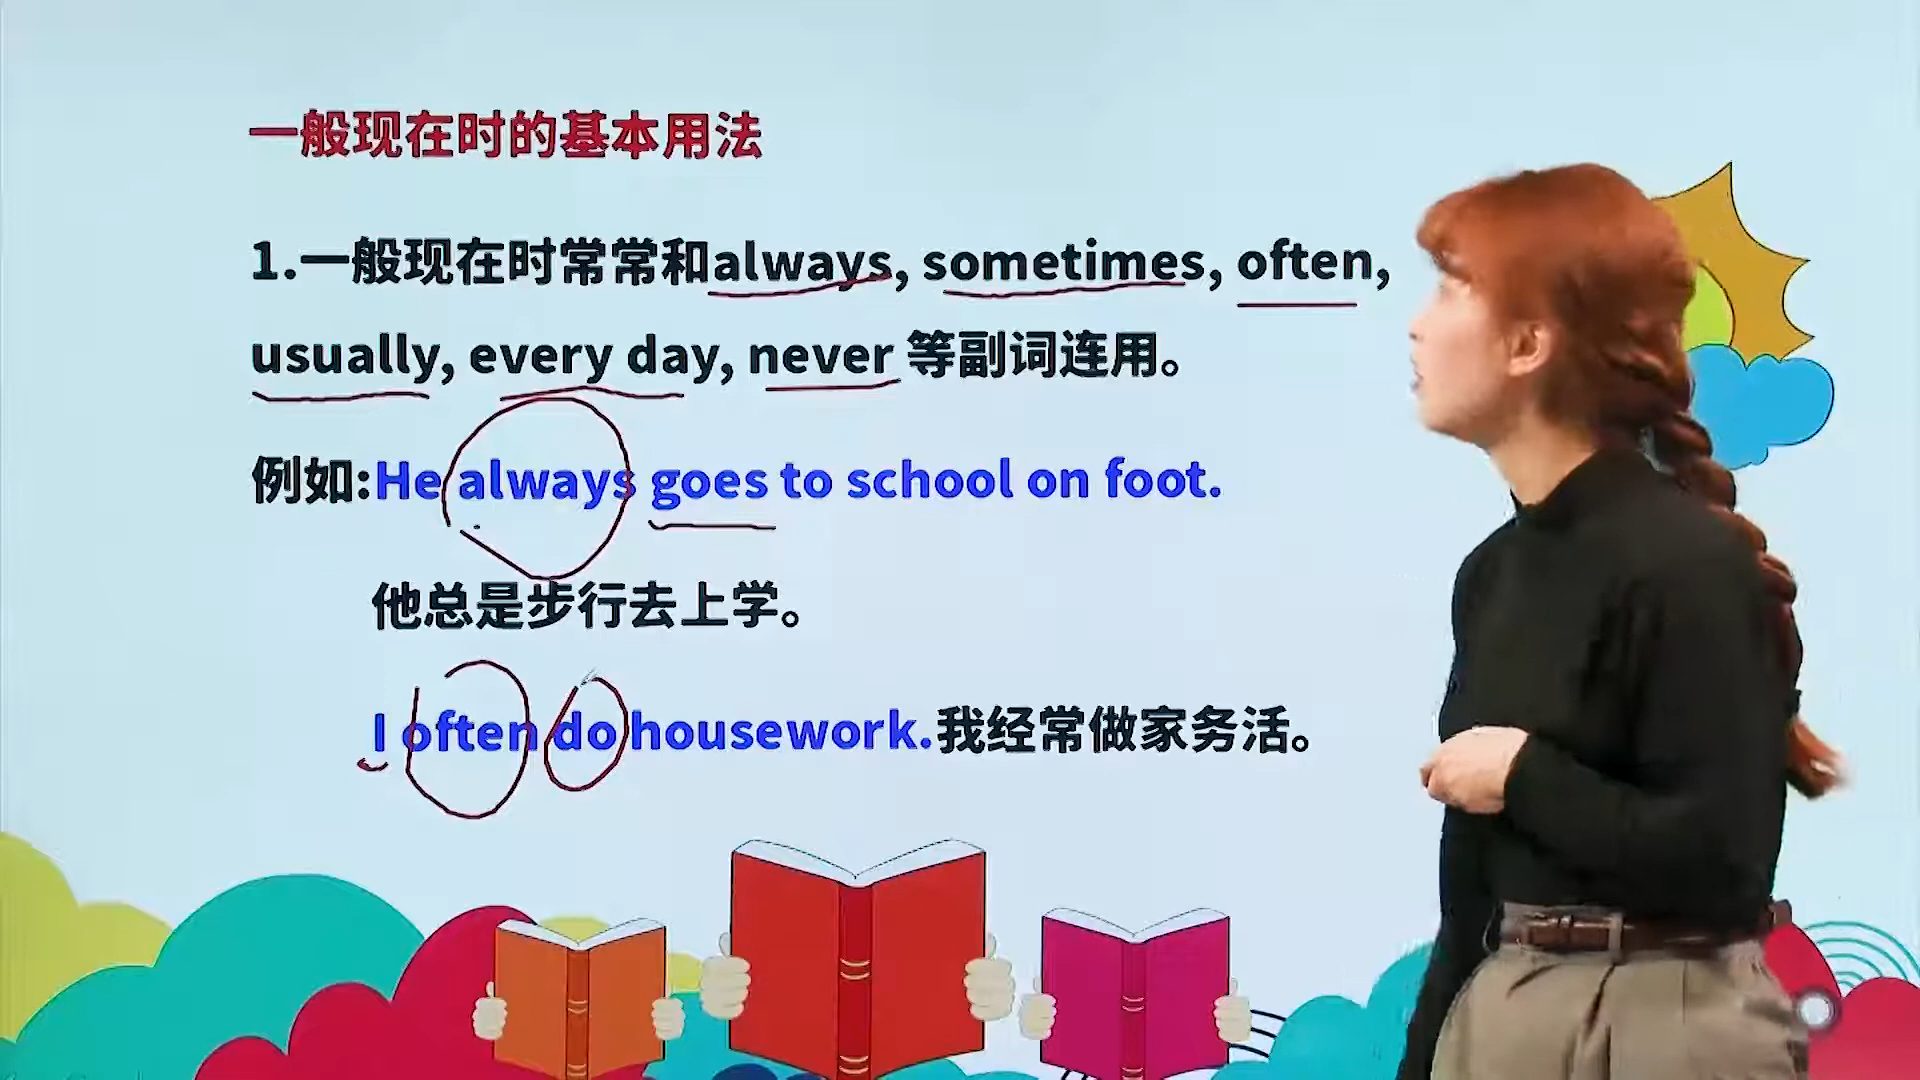 一般现在时的基本用法
1.一般现在时常常和always, sometimes, often,
usually, every day, never 等副词连用。
例如:He always goes to school on foot.
他总是步行去上学。
I often do housework.我经常做家务活。